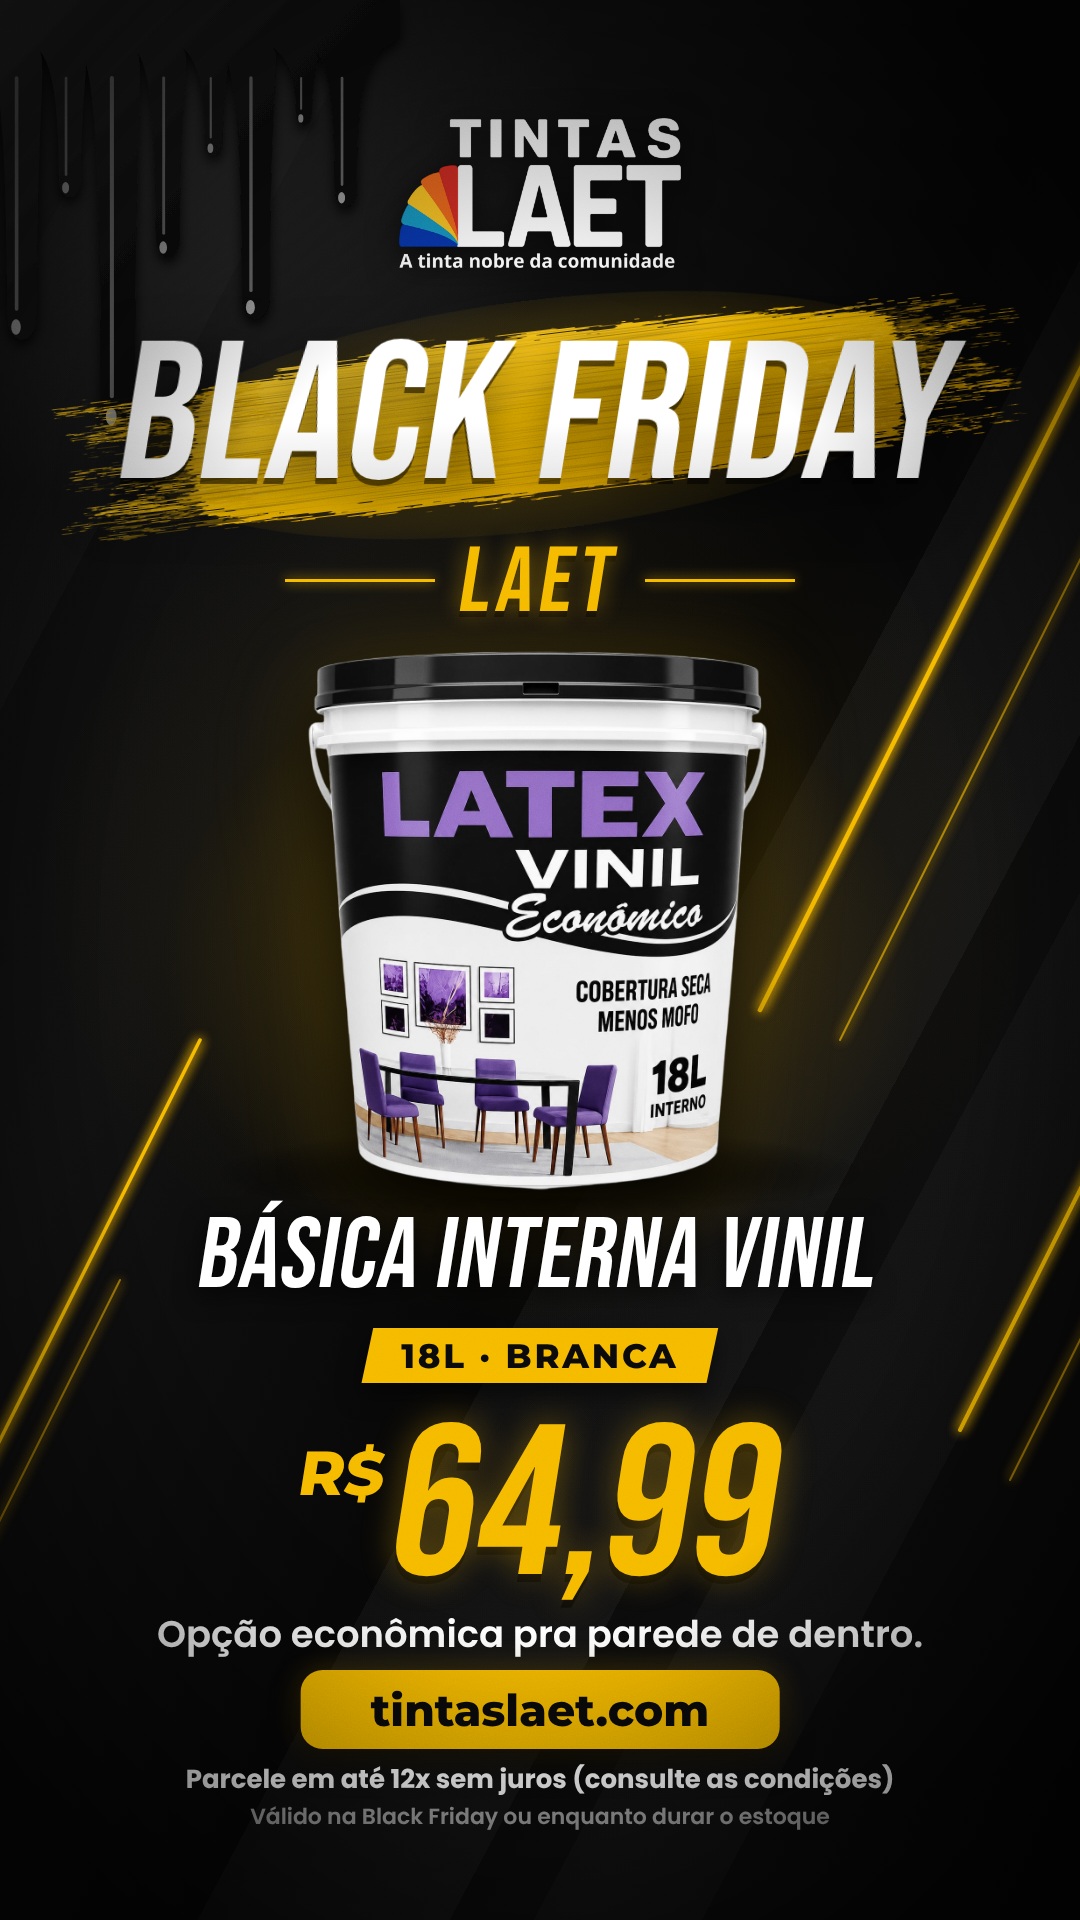 TINTAS
LAET
A tinta nobre da comunidade
BLACK FRIDAY
LAET
LATEX
VINIL
Econômico
COBERTURA SECA
MENOS MOFO
18L
INTERNO
BÁSICA INTERNA VINIL
18L · BRANCA
R$ 64,99
Opção econômica pra parede de dentro.
tintaslaet.com
Parcele em até 12x sem juros (consulte as condições)
Válido na Black Friday ou enquanto durar o estoque